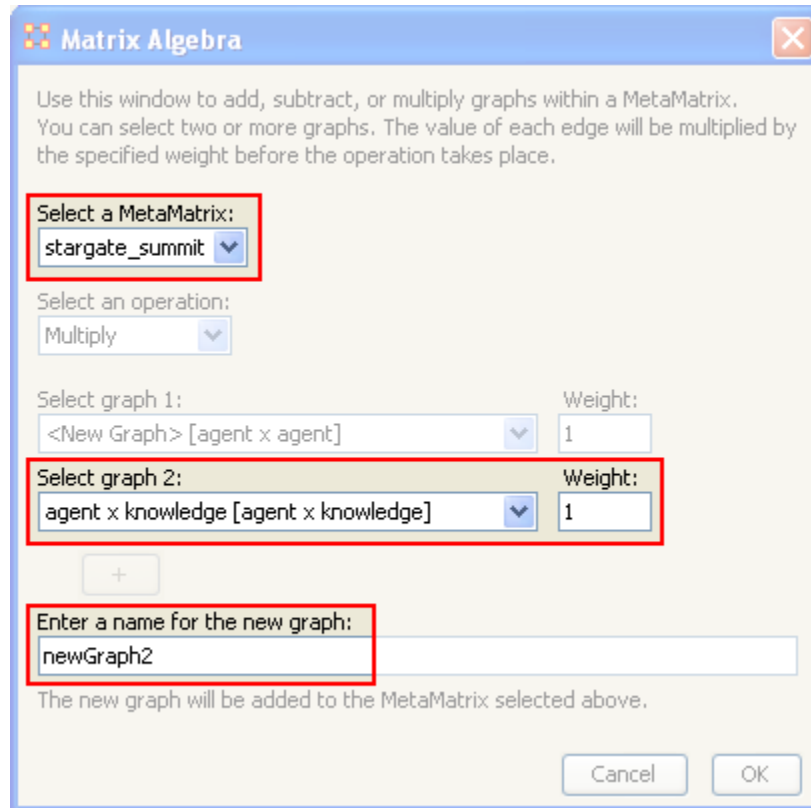 Matrix Algebra
Use this window to add, subtract, or multiply graphs within a MetaMatrix.
You can select two or more graphs. The value of each edge will be multiplied by
the specified weight before the operation takes place.
Select a MetaMatrix:
stargate_summit
Select an operation:
Multiply
Select graph 1: Weight:
<New Graph> [agent x agent] 1
Select graph 2: Weight:
agent x knowledge [agent x knowledge] 1
+
Enter a name for the new graph:
newGraph2
The new graph will be added to the MetaMatrix selected above.
Cancel OK